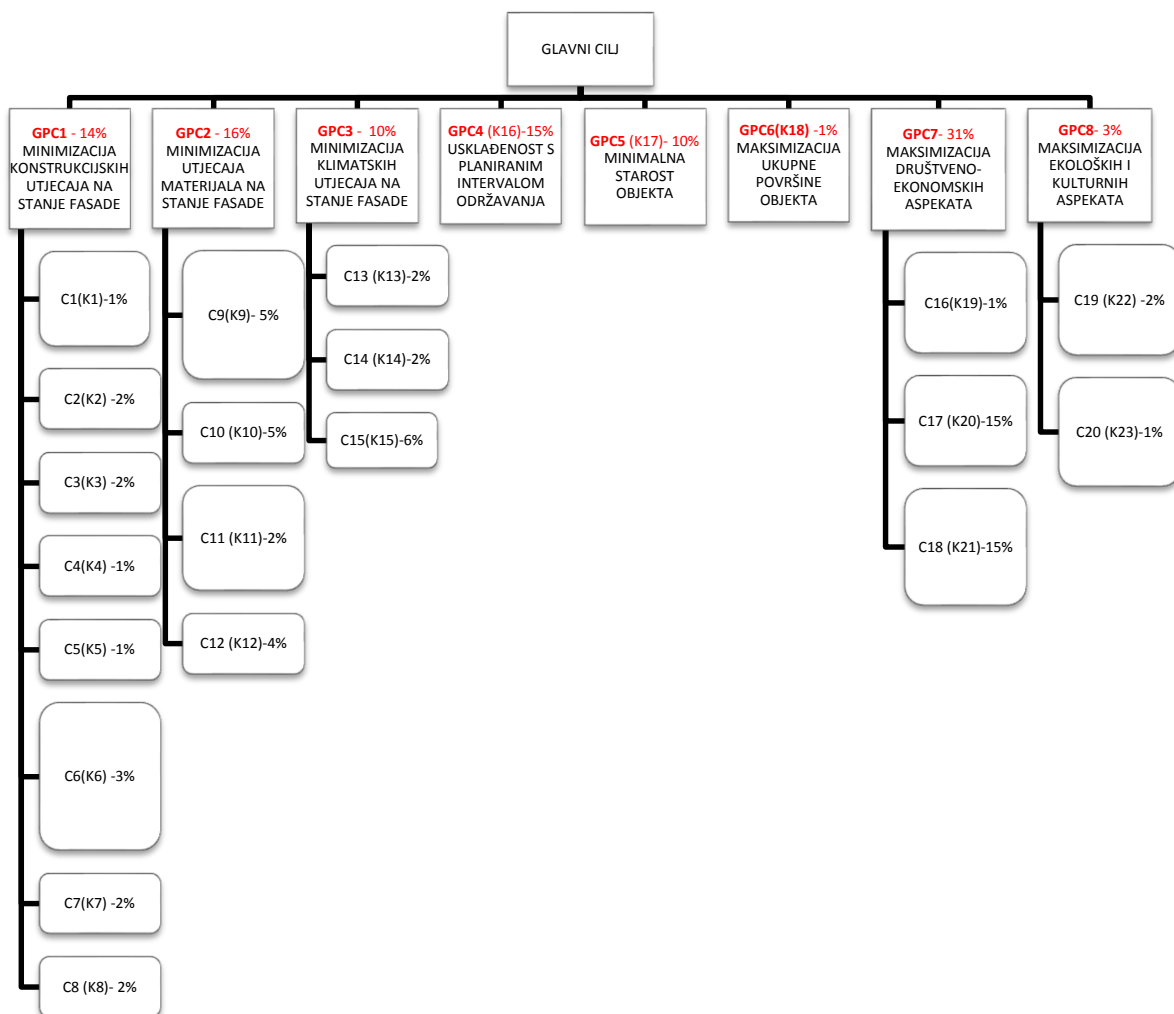 GLAVNI CILJ
GPC1 - 14%
MINIMIZACIJA
KONSTRUKCIJSKIH
UTJECAJA NA
STANJE FASADE
GPC2 - 16%
MINIMIZACIJA
UTJECAJA
MATERIJALA NA
STANJE FASADE
GPC3 - 10%
MINIMIZACIJA
KLIMATSKIH
UTJECAJA NA
STANJE FASADE
GPC4 (K16)-15%
USKLAĐENOST S
PLANIRANIM
INTERVALOM
ODRŽAVANJA
GPC5 (K17)- 10%
MINIMALNA
STAROST
OBJEKTA
GPC6(K18) -1%
MAKSIMIZACIJA
UKUPNE
POVRŠINE
OBJEKTA
GPC7- 31%
MAKSIMIZACIJA
DRUŠTVENO-
EKONOMSKIH
ASPEKATA
GPC8- 3%
MAKSIMIZACIJA
EKOLOŠKIH I
KULTURNIH
ASPEKATA
C1(K1)-1%
C2(K2) -2%
C3(K3) -2%
C4(K4) -1%
C5(K5) -1%
C6(K6) -3%
C7(K7) -2%
C8 (K8)- 2%
C9(K9)- 5%
C10 (K10)-5%
C11 (K11)-2%
C12 (K12)-4%
C13 (K13)-2%
C14 (K14)-2%
C15(K15)-6%
C16(K19)-1%
C17 (K20)-15%
C18 (K21)-15%
C19 (K22) -2%
C20 (K23)-1%